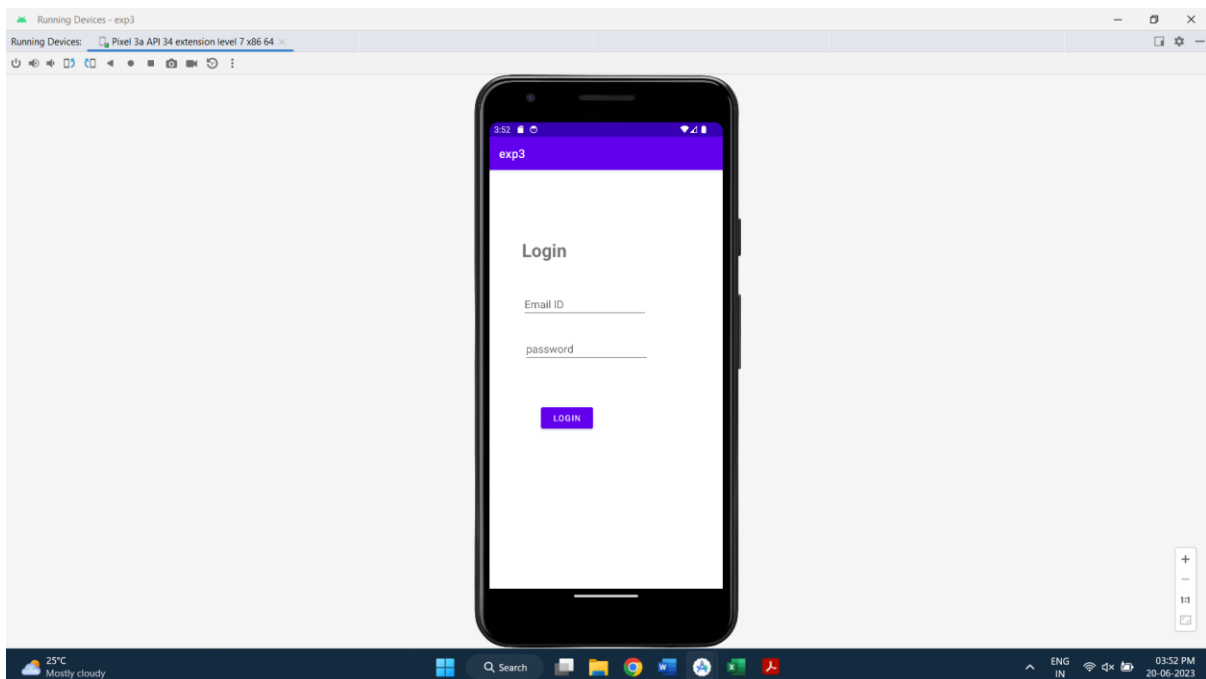 Running Devices - exp3
Running Devices: Pixel 3a API 34 extension level 7 x86 64
3:52
exp3
Login
Email ID
password
LOGIN
1:1
25°C
Mostly cloudy
Search
ENG
IN
03:52 PM
20-06-2023